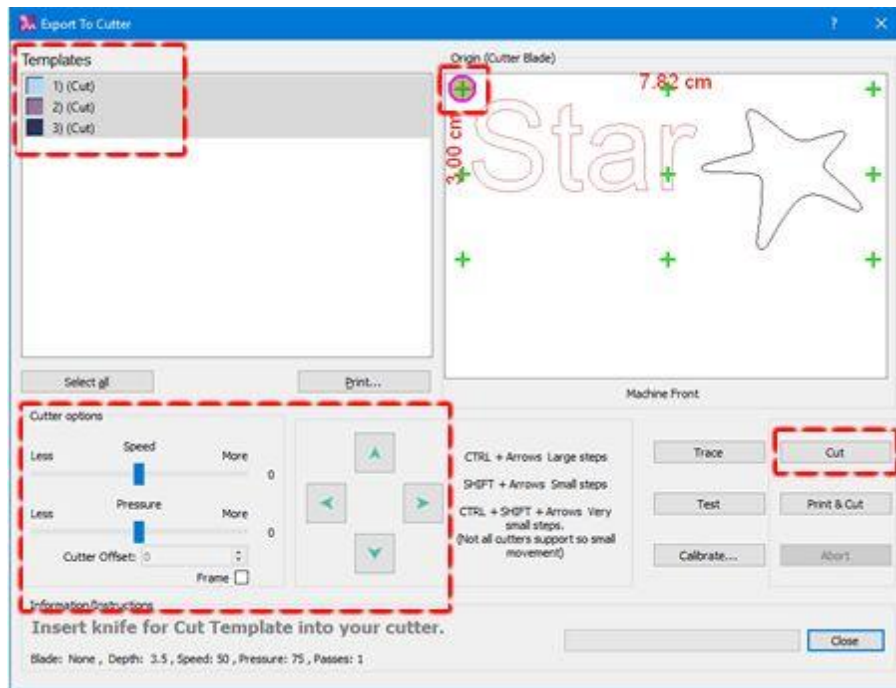 Export To Cutter
Templates
1) (Cut)
2) (Cut)
3) (Cut)
Origin (Cutter Blade)
7.82 cm
3.00 cm
Star
Select all
Print...
Machine Front
Cutter options
Speed
Less
More
0
Pressure
Less
More
0
Cutter Offset: 0
Frame
CTRL + Arrows Large steps
SHIFT + Arrows Small steps
CTRL + SHIFT + Arrows Very
small steps.
(Not all cutters support so small
movement)
Trace
Cut
Test
Print & Cut
Calibrate...
Abort
Information/Instructions
Insert knife for Cut Template into your cutter.
Blade: None , Depth: 3.5 , Speed: 50 , Pressure: 75 , Passes: 1
Close